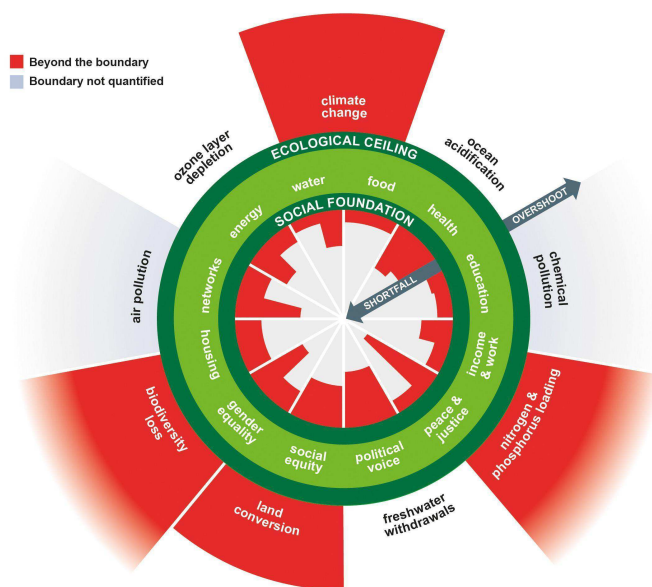 Beyond the boundary
Boundary not quantified
climate
change
ozone layer
depletion
ocean
acidification
ECOLOGICAL CEILING
water
food
energy
health
SOCIAL FOUNDATION
OVERSHOOT
SHORTFALL
networks
education
air pollution
chemical
pollution
housing
income
& work
biodiversity
loss
gender
equality
peace &
justice
nitrogen &
phosphorus loading
social
equity
political
voice
land
conversion
freshwater
withdrawals